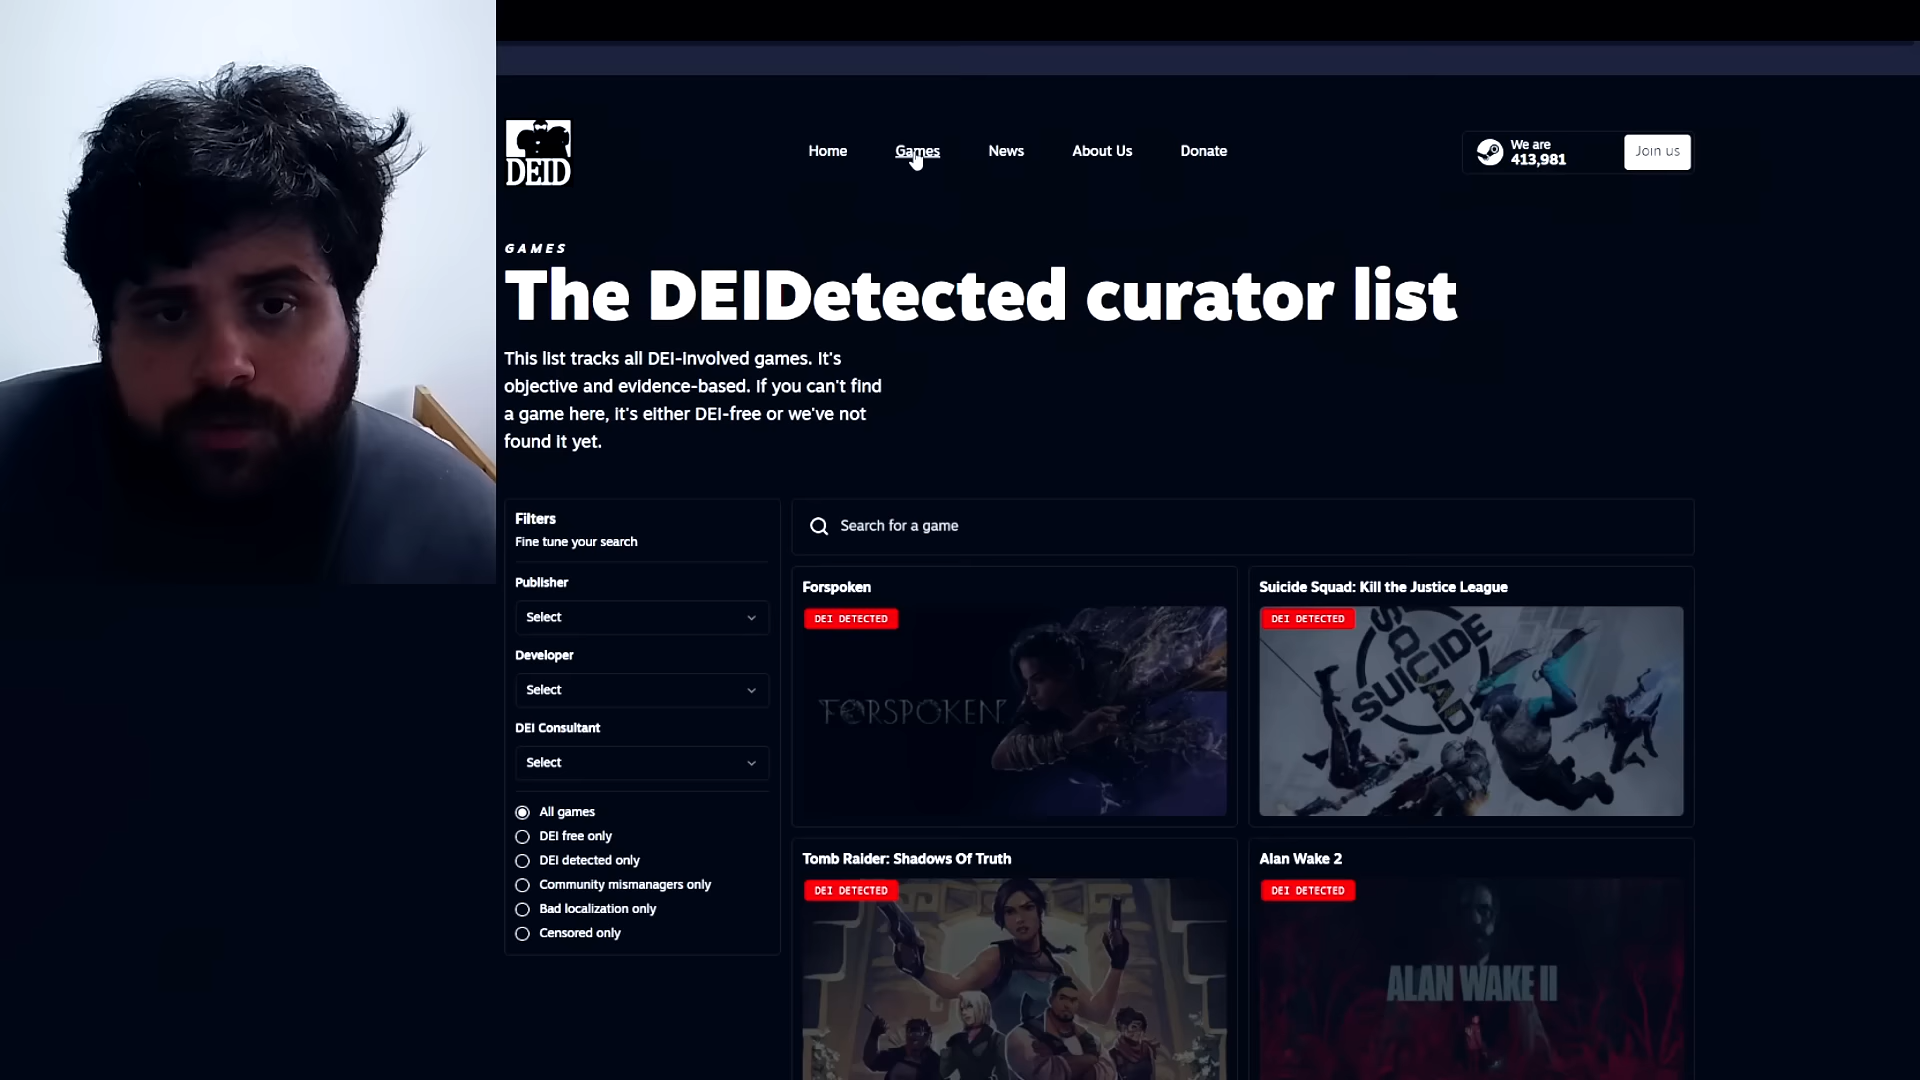 DEID
Home
Games
News
About Us
Donate
We are
413,981
Join us
GAMES
The DEIDetected curator list
This list tracks all DEI-involved games. It's
objective and evidence-based. If you can't find
a game here, it's either DEI-free or we've not
found it yet.
Filters
Fine tune your search
Publisher
Select
Developer
Select
DEI Consultant
Select
All games
DEI free only
DEI detected only
Community mismanagers only
Bad localization only
Censored only
Search for a game
Forspoken
DEI DETECTED
FORSPOKEN
Suicide Squad: Kill the Justice League
DEI DETECTED
SUICIDE
SQUAD
Tomb Raider: Shadows Of Truth
DEI DETECTED
Alan Wake 2
DEI DETECTED
ALAN WAKE II